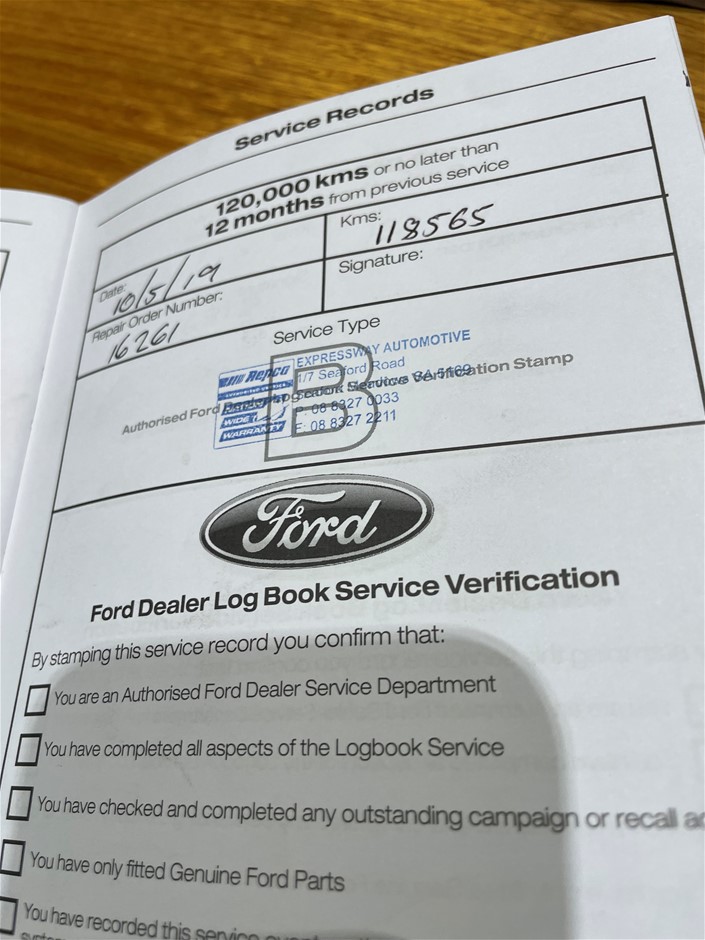 Service Records
120,000 kms or no later than
12 months from previous service
Date: 10/5/19
Kms: 118565
Repair Order Number: 16261
Signature:
Service Type
B
Repco
EXPRESSWAY AUTOMOTIVE
1/7 Seaford Road
SA 5169
Authorised Ford Verification Stamp
P: 08 8327 0033
WARRANTY
F: 08 8327 2211
Ford
Ford Dealer Log Book Service Verification
By stamping this service record you confirm that:
You are an Authorised Ford Dealer Service Department
You have completed all aspects of the Logbook Service
You have checked and completed any outstanding campaign or recall
You have only fitted Genuine Ford Parts
You have recorded this service